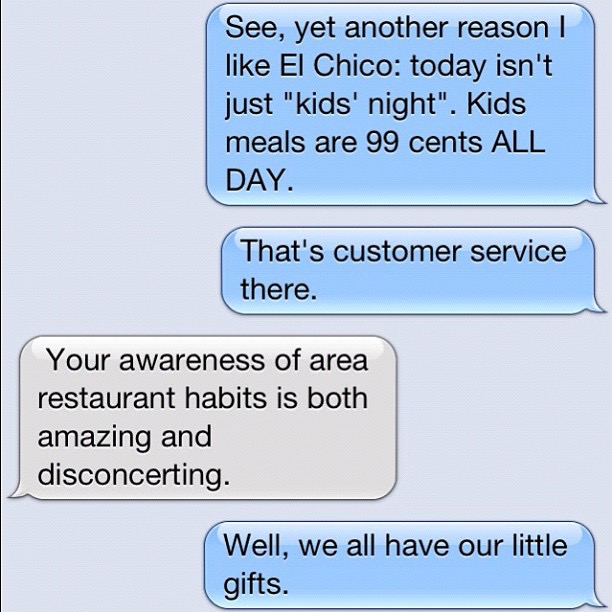 See, yet another reason I
like El Chico: today isn't
just "kids' night". Kids
meals are 99 cents ALL
DAY.
That's customer service
there.
Your awareness of area
restaurant habits is both
amazing and
disconcerting.
Well, we all have our little
gifts.